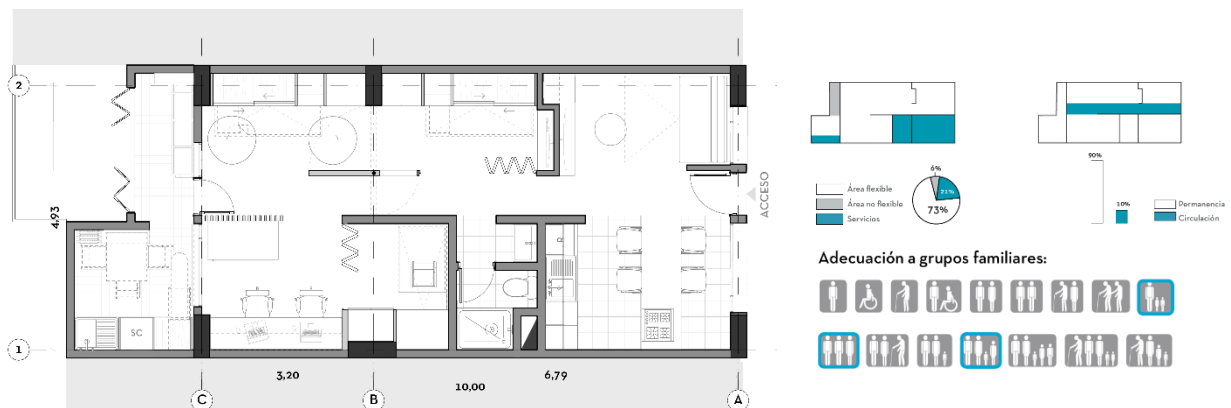 2
4,93
1
SC
3,20
10,00
6,79
C
B
A
ACCESO
Área flexible
Área no flexible
Servicios
6%
21%
73%
20%
10%
Permanencia
Circulación
Adecuación a grupos familiares: